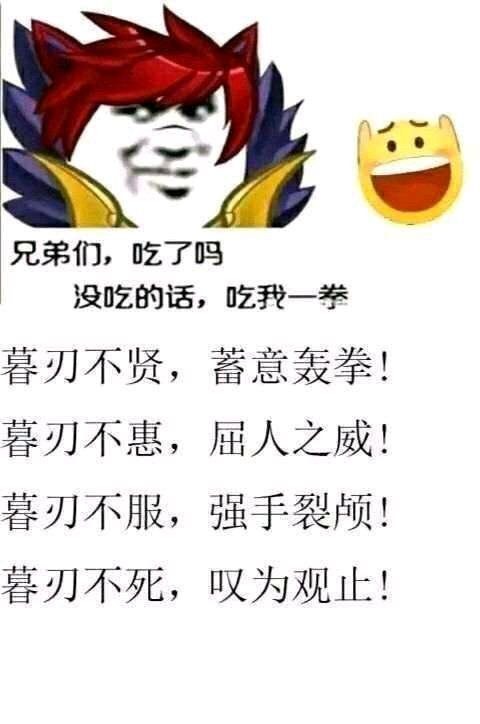 兄弟们，吃了吗
没吃的话，吃我一拳
暮刃不贤，蓄意轰拳！
暮刃不惠，屈人之威！
暮刃不服，强手裂颅！
暮刃不死，叹为观止！